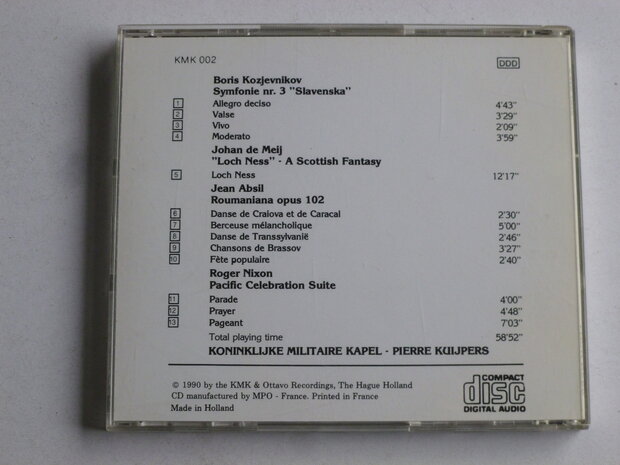 KMK 002 DDD
Boris Kozjevnikov
Symfonie nr. 3 "Slavenska"
1 Allegro deciso 4'43"
2 Valse 3'29"
3 Vivo 2'09"
4 Moderato 3'59"
Johan de Meij
"Loch Ness" - A Scottish Fantasy
5 Loch Ness 12'17"
Jean Absil
Roumaniana opus 102
6 Danse de Craiova et de Caracal 2'30"
7 Berceuse mélancholique 5'00"
8 Danse de Transsylvanië 2'46"
9 Chansons de Brassov 3'27"
10 Fête populaire 2'40"
Roger Nixon
Pacific Celebration Suite
11 Parade 4'00"
12 Prayer 4'48"
13 Pageant 7'03"
Total playing time 58'52"
KONINKLIJKE MILITAIRE KAPEL - PIERRE KUIJPERS
© 1990 by the KMK & Ottavo Recordings, The Hague Holland
CD manufactured by MPO - France. Printed in France
Made in Holland
COMPACT
disc
DIGITAL AUDIO